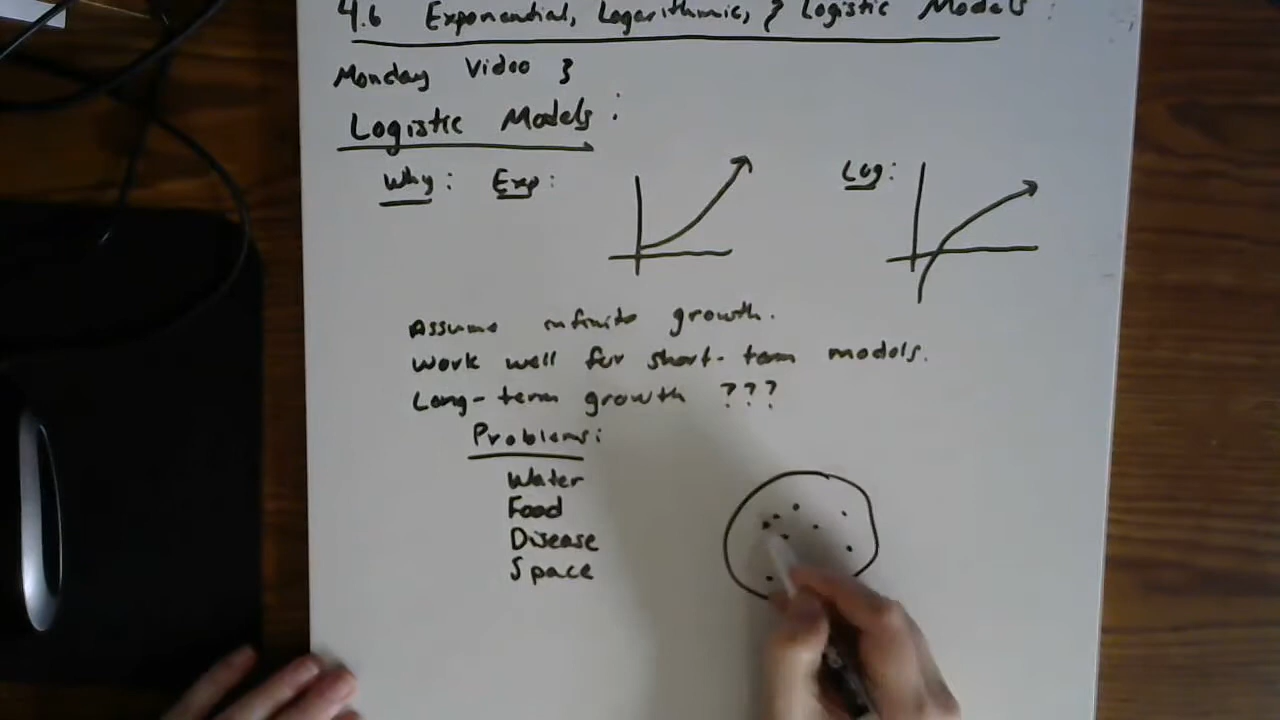 4.6 Exponential, Logarithmic, & Logistic Models:
Monday Video 3
Logistic Models:
Why: Exp: Log:
Assume infinite growth.
Work well for short-term models.
Long-term growth ???
Problems:
Water
Food
Disease
Space